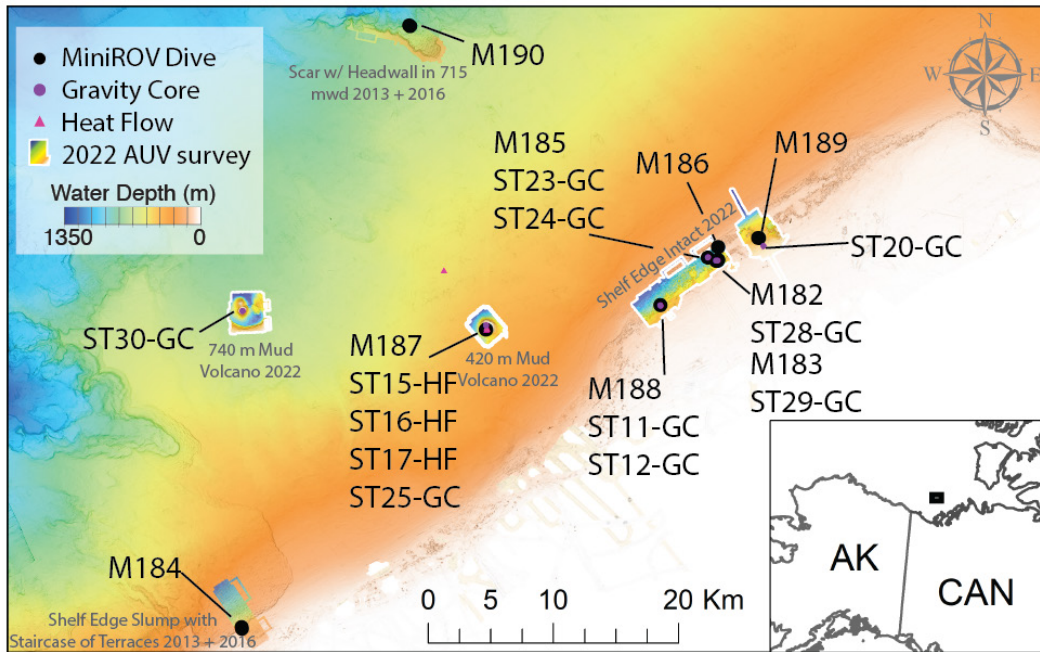 MiniROV Dive
Gravity Core
Heat Flow
2022 AUV survey
Water Depth (m)
1350
0
M190
Scar w/ Headwall in 715
mwd 2013 + 2016
N
W
E
S
M185
ST23-GC
ST24-GC
M186
M189
Shelf Edge Intact 2022
ST20-GC
M182
ST28-GC
M183
ST29-GC
ST30-GC
740 m Mud
Volcano 2022
M187
ST15-HF
ST16-HF
ST17-HF
ST25-GC
420 m Mud
Volcano 2022
M188
ST11-GC
ST12-GC
M184
Shelf Edge Slump with
Staircase of Terraces 2013 + 2016
0 5 10 20 Km
AK
CAN